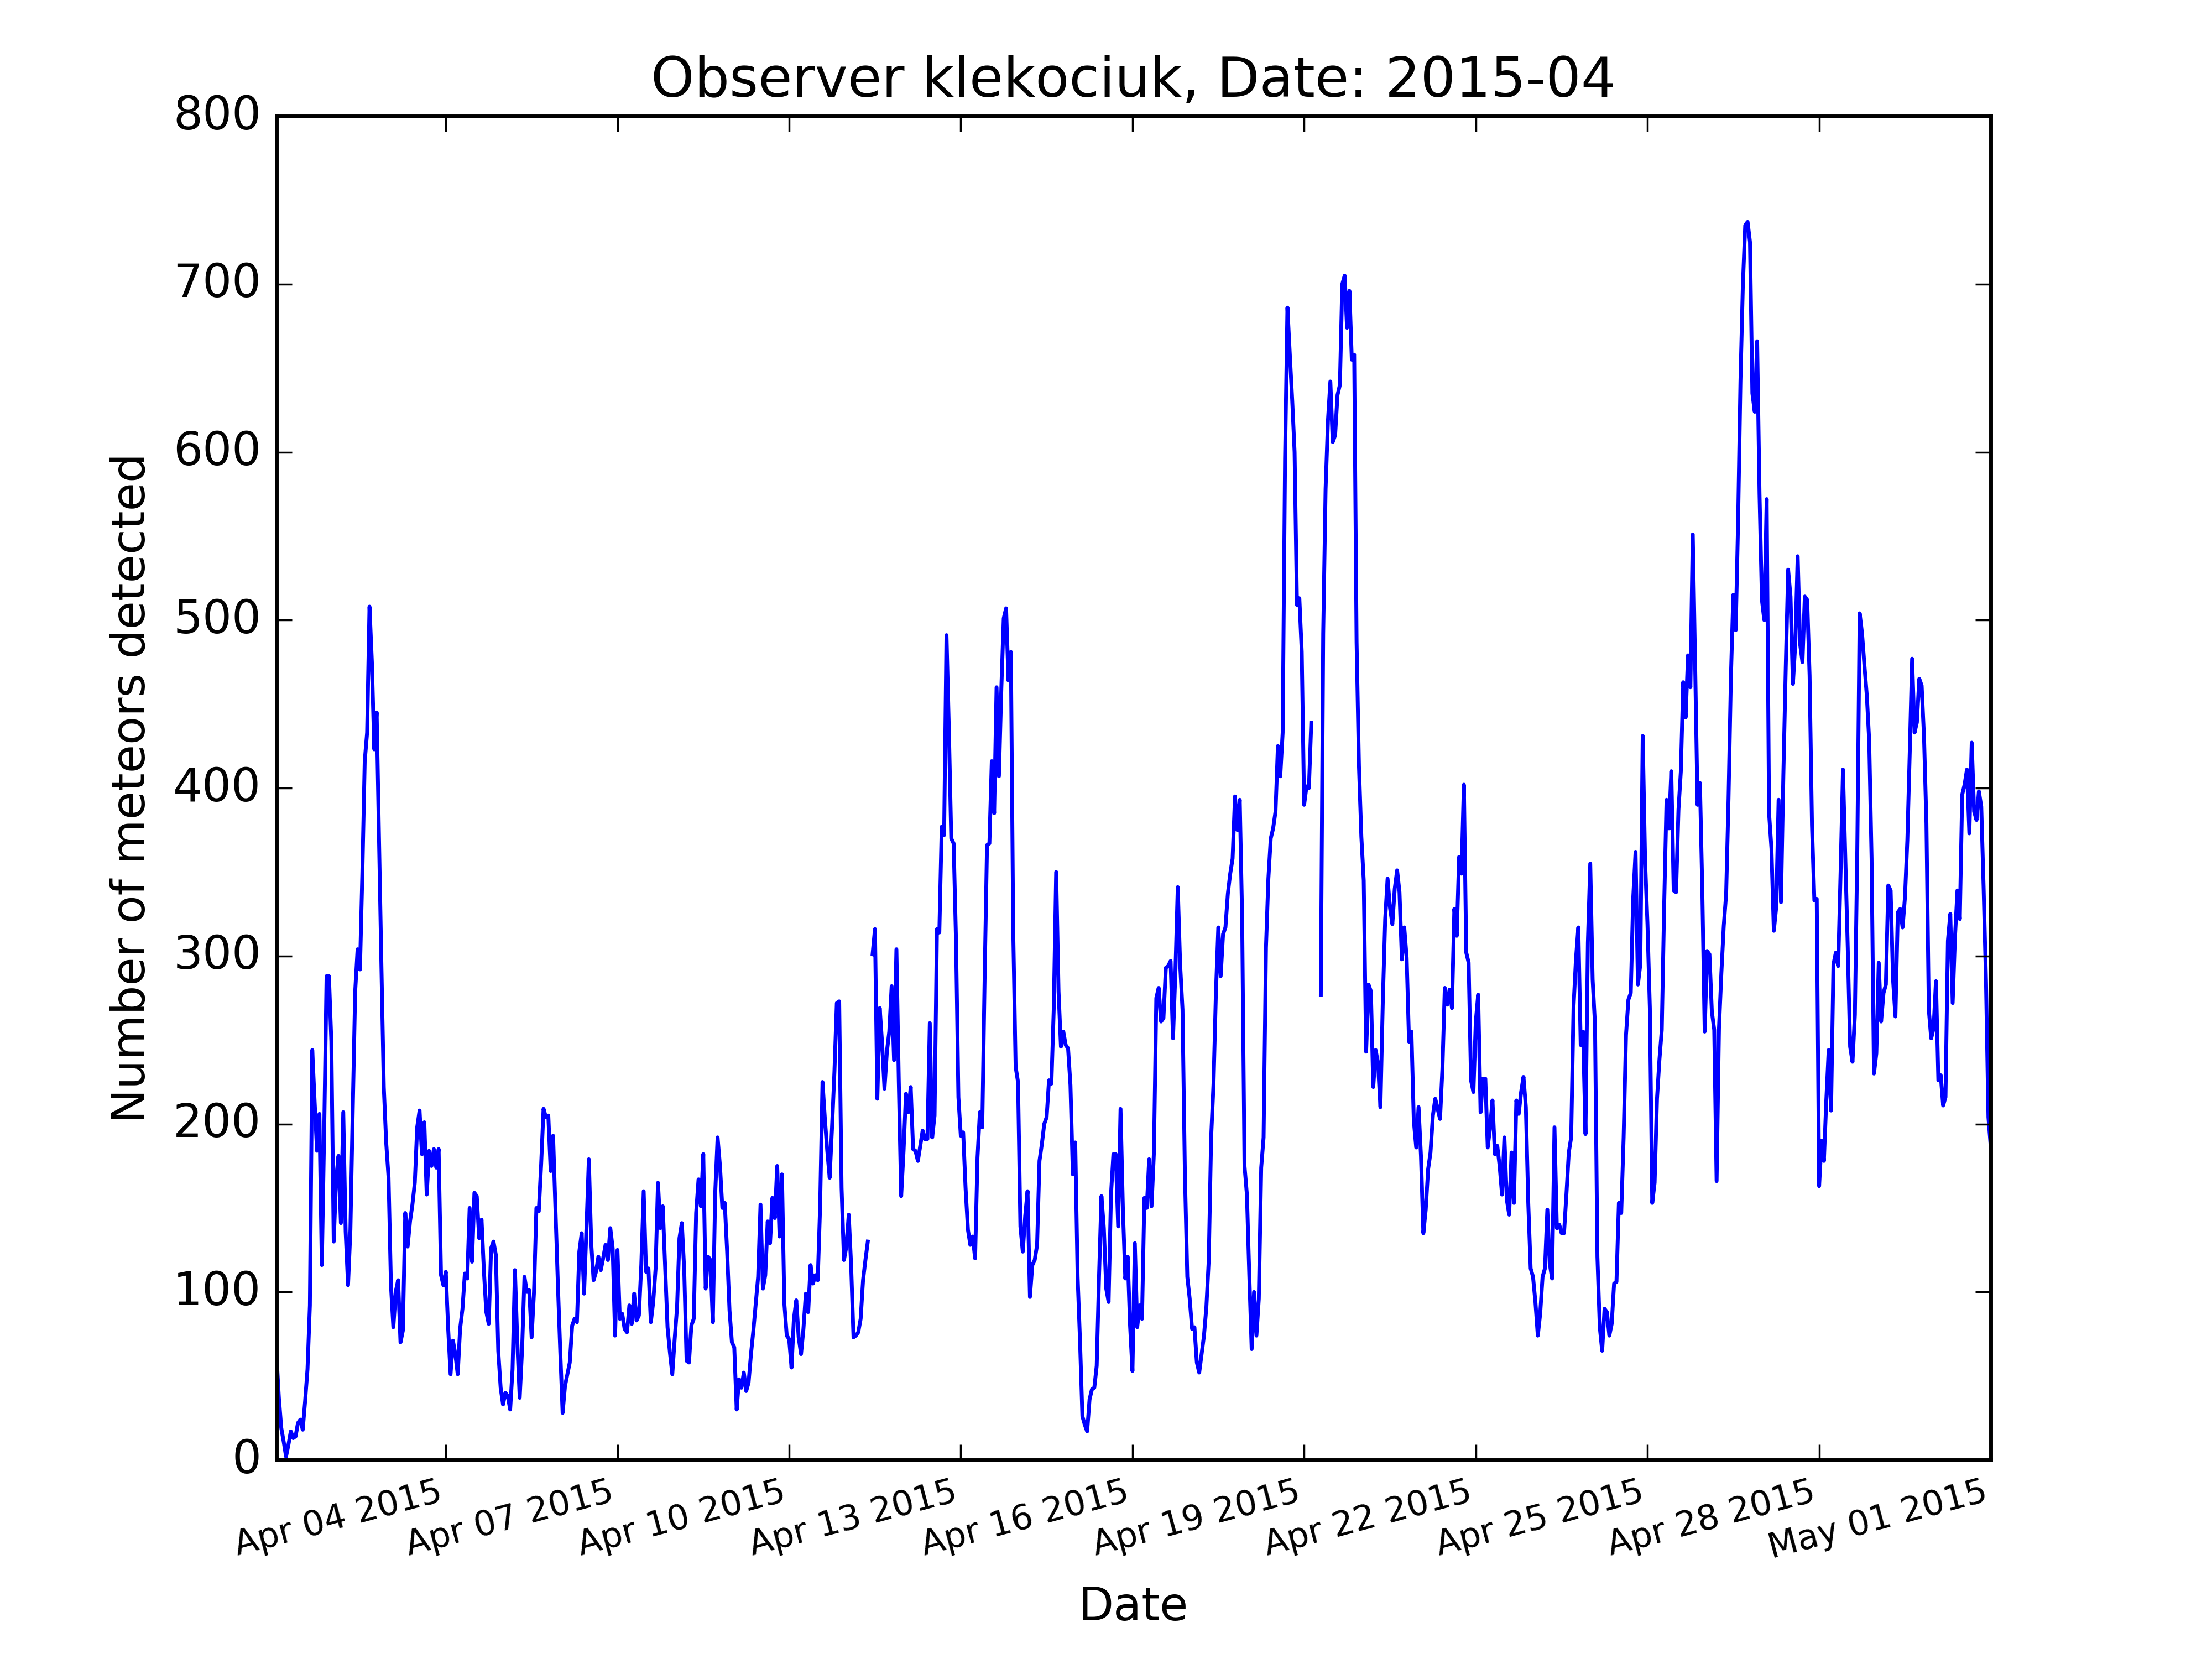 Observer klekociuk, Date: 2015-04
800
700
600
500
400
300
200
100
0
Number of meteors detected
Apr 04 2015
Apr 07 2015
Apr 10 2015
Apr 13 2015
Apr 16 2015
Apr 19 2015
Apr 22 2015
Apr 25 2015
Apr 28 2015
May 01 2015
Date